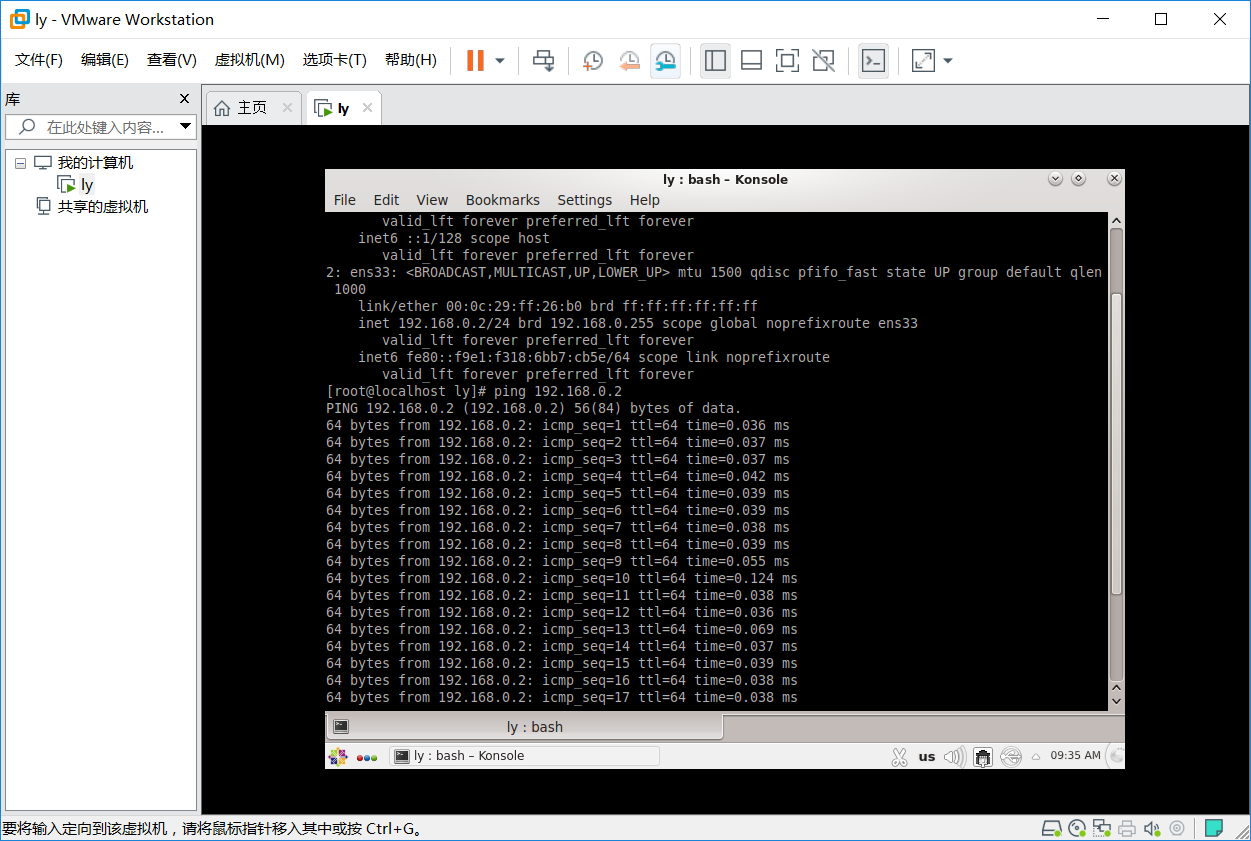 ly - VMware Workstation
文件(F) 编辑(E) 查看(V) 虚拟机(M) 选项卡(T) 帮助(H)
库
在此处键入内容...
我的计算机
ly
共享的虚拟机
主页
ly
ly : bash – Konsole
File Edit View Bookmarks Settings Help
valid_lft forever preferred_lft forever
inet6 ::1/128 scope host
valid_lft forever preferred_lft forever
2: ens33: <BROADCAST,MULTICAST,UP,LOWER_UP> mtu 1500 qdisc pfifo_fast state UP group default qlen
1000
link/ether 00:0c:29:ff:26:b0 brd ff:ff:ff:ff:ff:ff
inet 192.168.0.2/24 brd 192.168.0.255 scope global noprefixroute ens33
valid_lft forever preferred_lft forever
inet6 fe80::f9e1:f318:6bb7:cb5e/64 scope link noprefixroute
valid_lft forever preferred_lft forever
[root@localhost ly]# ping 192.168.0.2
PING 192.168.0.2 (192.168.0.2) 56(84) bytes of data.
64 bytes from 192.168.0.2: icmp_seq=1 ttl=64 time=0.036 ms
64 bytes from 192.168.0.2: icmp_seq=2 ttl=64 time=0.037 ms
64 bytes from 192.168.0.2: icmp_seq=3 ttl=64 time=0.037 ms
64 bytes from 192.168.0.2: icmp_seq=4 ttl=64 time=0.042 ms
64 bytes from 192.168.0.2: icmp_seq=5 ttl=64 time=0.039 ms
64 bytes from 192.168.0.2: icmp_seq=6 ttl=64 time=0.039 ms
64 bytes from 192.168.0.2: icmp_seq=7 ttl=64 time=0.038 ms
64 bytes from 192.168.0.2: icmp_seq=8 ttl=64 time=0.039 ms
64 bytes from 192.168.0.2: icmp_seq=9 ttl=64 time=0.055 ms
64 bytes from 192.168.0.2: icmp_seq=10 ttl=64 time=0.124 ms
64 bytes from 192.168.0.2: icmp_seq=11 ttl=64 time=0.038 ms
64 bytes from 192.168.0.2: icmp_seq=12 ttl=64 time=0.036 ms
64 bytes from 192.168.0.2: icmp_seq=13 ttl=64 time=0.069 ms
64 bytes from 192.168.0.2: icmp_seq=14 ttl=64 time=0.037 ms
64 bytes from 192.168.0.2: icmp_seq=15 ttl=64 time=0.039 ms
64 bytes from 192.168.0.2: icmp_seq=16 ttl=64 time=0.038 ms
64 bytes from 192.168.0.2: icmp_seq=17 ttl=64 time=0.038 ms
ly : bash
ly : bash – Konsole
us
09:35 AM
要将输入定向到该虚拟机，请将鼠标指针移入其中或按 Ctrl+G。